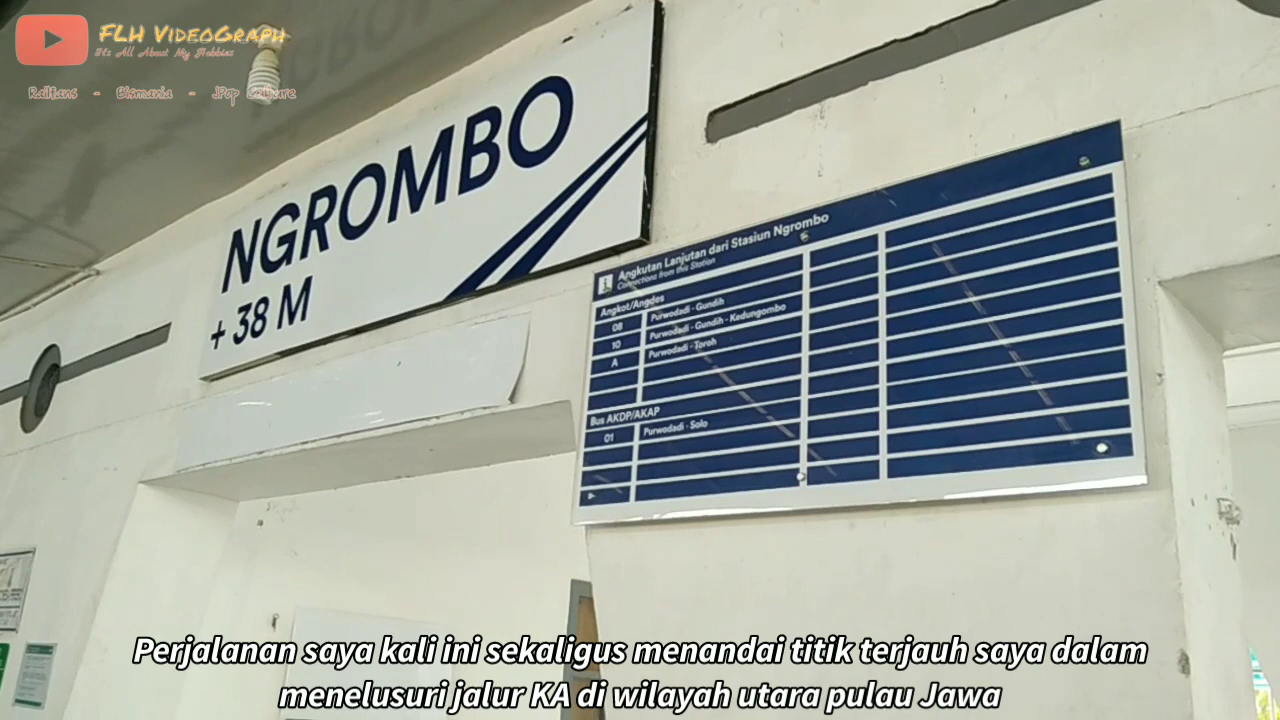 FLH VIDEOGRAPH
It's All About My Hobbies
Railfans - Bismania - JPop Culture
NGROMBO
+ 38 M
Angkutan Lanjutan dari Stasiun Ngrombo
Connections from this Station
Angkot/Angdes
08 Purwodadi - Gundih
10 Purwodadi - Gundih - Kedungombo
A Purwodadi - Toroh
Bus AKDP/AKAP
01 Purwodadi - Solo
Perjalanan saya kali ini sekaligus menandai titik terjauh saya dalam
menelusuri jalur KA di wilayah utara pulau Jawa